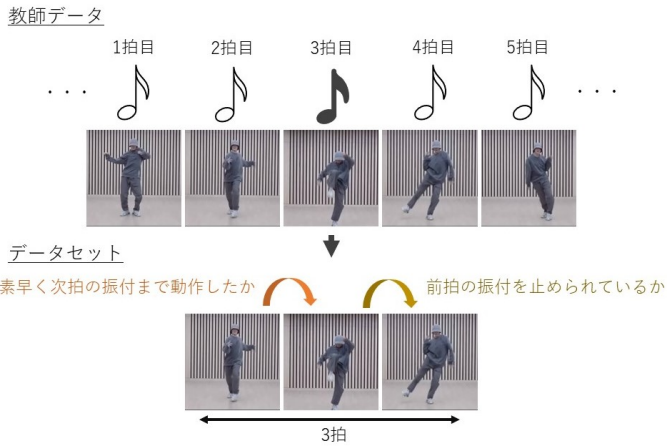 教師データ
1拍目 2拍目 3拍目 4拍目 5拍目
・・・ ・・・
データセット
素早く次拍の振付まで動作したか 前拍の振付を止められているか
3拍